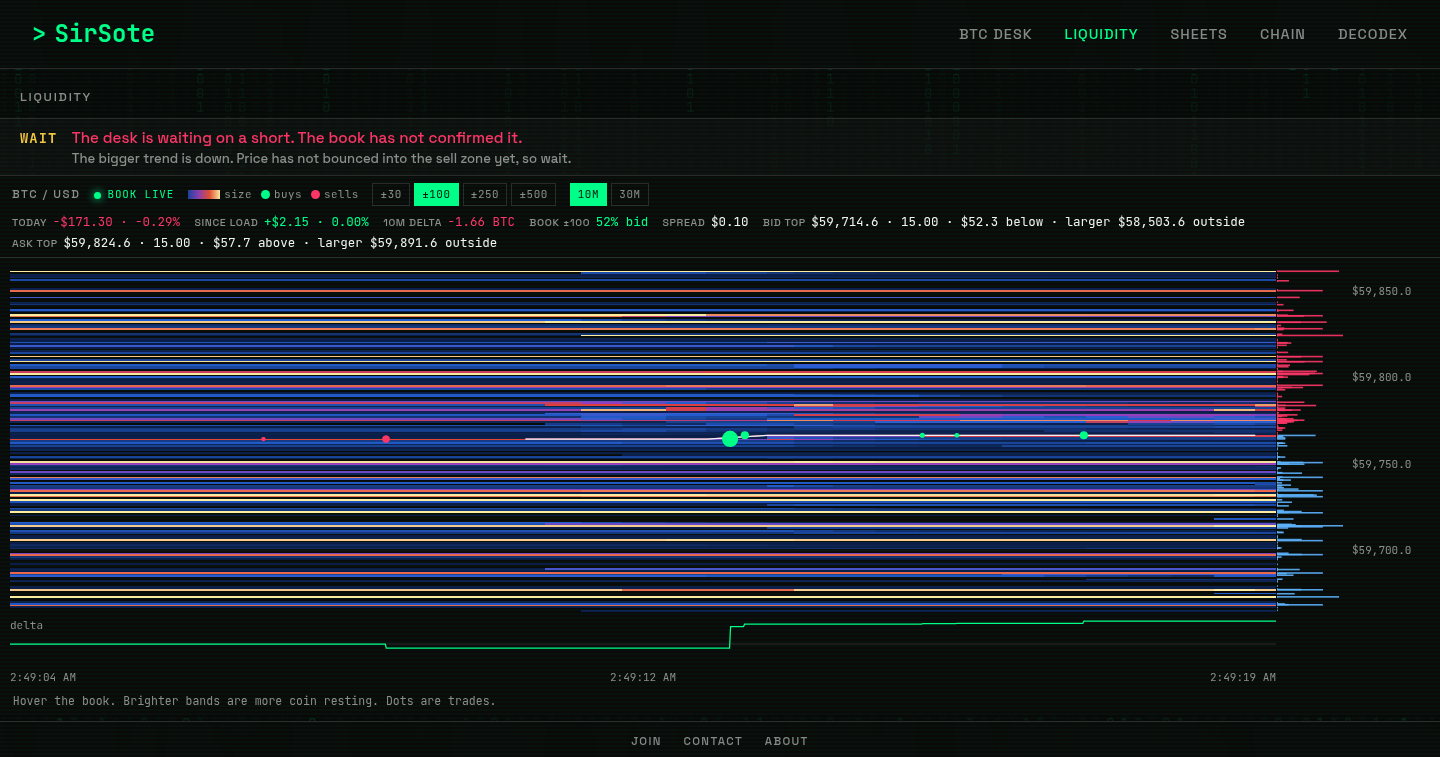 > SirSote
BTC DESK LIQUIDITY SHEETS CHAIN DECODEX
LIQUIDITY
WAIT The desk is waiting on a short. The book has not confirmed it.
The bigger trend is down. Price has not bounced into the sell zone yet, so wait.
BTC / USD BOOK LIVE size buys sells ±30 ±100 ±250 ±500 10M 30M
TODAY -$171.30 · -0.29% SINCE LOAD +$2.15 · 0.00% 10M DELTA -1.66 BTC BOOK ±100 52% bid SPREAD $0.10 BID TOP $59,714.6 · 15.00 · $52.3 below · larger $58,503.6 outside
ASK TOP $59,824.6 · 15.00 · $57.7 above · larger $59,891.6 outside
$59,850.0
$59,800.0
$59,750.0
$59,700.0
delta
2:49:04 AM 2:49:12 AM 2:49:19 AM
Hover the book. Brighter bands are more coin resting. Dots are trades.
JOIN CONTACT ABOUT